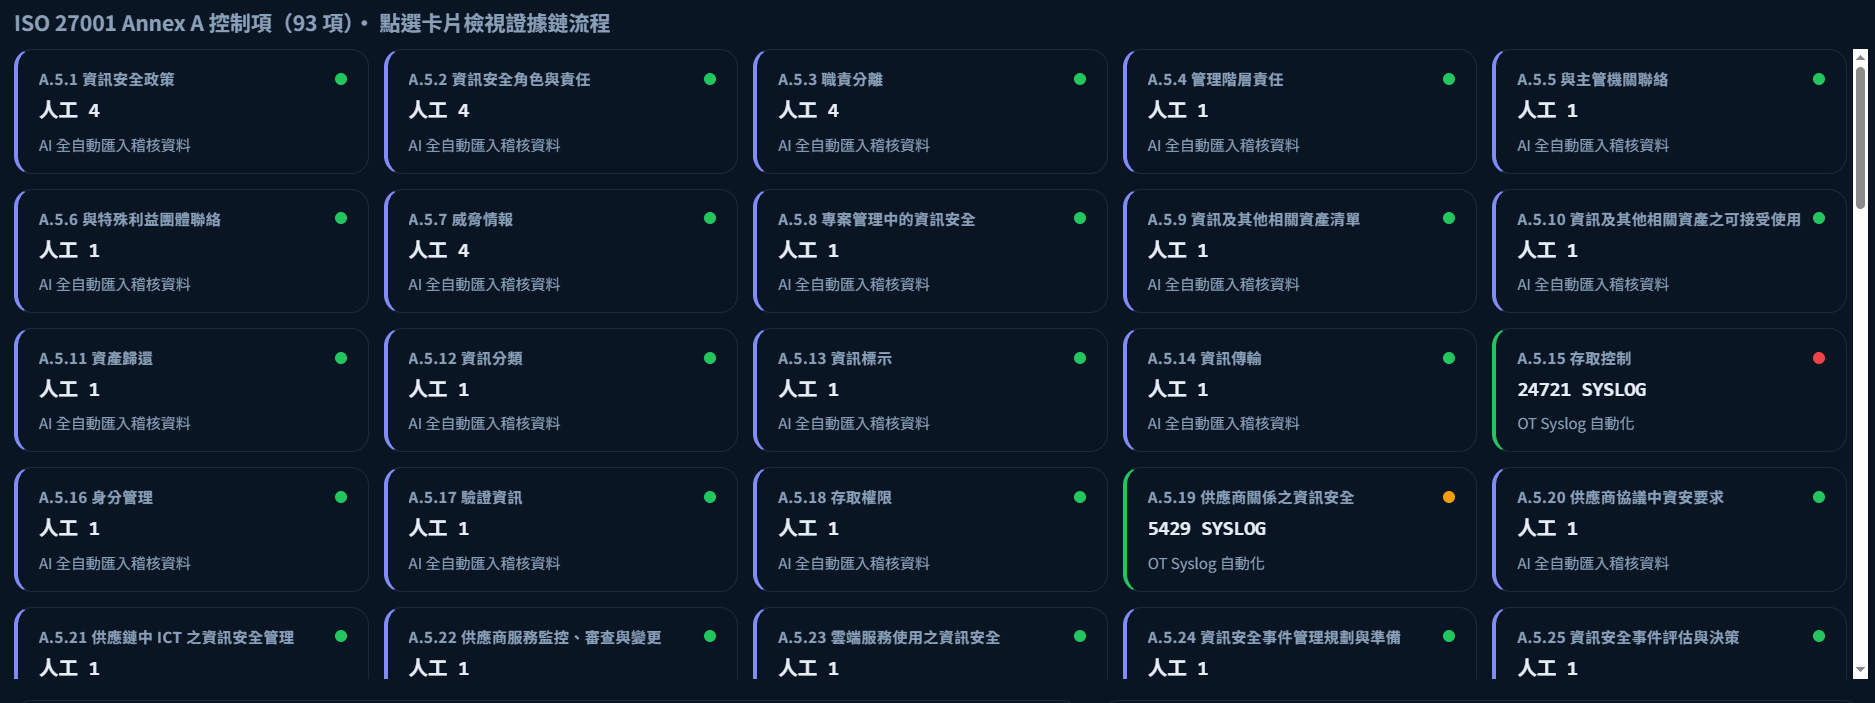 ISO 27001 Annex A 控制項（93 項）• 點選卡片檢視證據鏈流程
A.5.1 資訊安全政策
人工 4
AI 全自動匯入稽核資料
A.5.2 資訊安全角色與責任
人工 4
AI 全自動匯入稽核資料
A.5.3 職責分離
人工 4
AI 全自動匯入稽核資料
A.5.4 管理階層責任
人工 1
AI 全自動匯入稽核資料
A.5.5 與主管機關聯絡
人工 1
AI 全自動匯入稽核資料
A.5.6 與特殊利益團體聯絡
人工 1
AI 全自動匯入稽核資料
A.5.7 威脅情報
人工 4
AI 全自動匯入稽核資料
A.5.8 專案管理中的資訊安全
人工 1
AI 全自動匯入稽核資料
A.5.9 資訊及其他相關資產清單
人工 1
AI 全自動匯入稽核資料
A.5.10 資訊及其他相關資產之可接受使用
人工 1
AI 全自動匯入稽核資料
A.5.11 資產歸還
人工 1
AI 全自動匯入稽核資料
A.5.12 資訊分類
人工 1
AI 全自動匯入稽核資料
A.5.13 資訊標示
人工 1
AI 全自動匯入稽核資料
A.5.14 資訊傳輸
人工 1
AI 全自動匯入稽核資料
A.5.15 存取控制
24721 SYSLOG
OT Syslog 自動化
A.5.16 身分管理
人工 1
AI 全自動匯入稽核資料
A.5.17 驗證資訊
人工 1
AI 全自動匯入稽核資料
A.5.18 存取權限
人工 1
AI 全自動匯入稽核資料
A.5.19 供應商關係之資訊安全
5429 SYSLOG
OT Syslog 自動化
A.5.20 供應商協議中資安要求
人工 1
AI 全自動匯入稽核資料
A.5.21 供應鏈中 ICT 之資訊安全管理
人工 1
A.5.22 供應商服務監控、審查與變更
人工 1
A.5.23 雲端服務使用之資訊安全
人工 1
A.5.24 資訊安全事件管理規劃與準備
人工 1
A.5.25 資訊安全事件評估與決策
人工 1